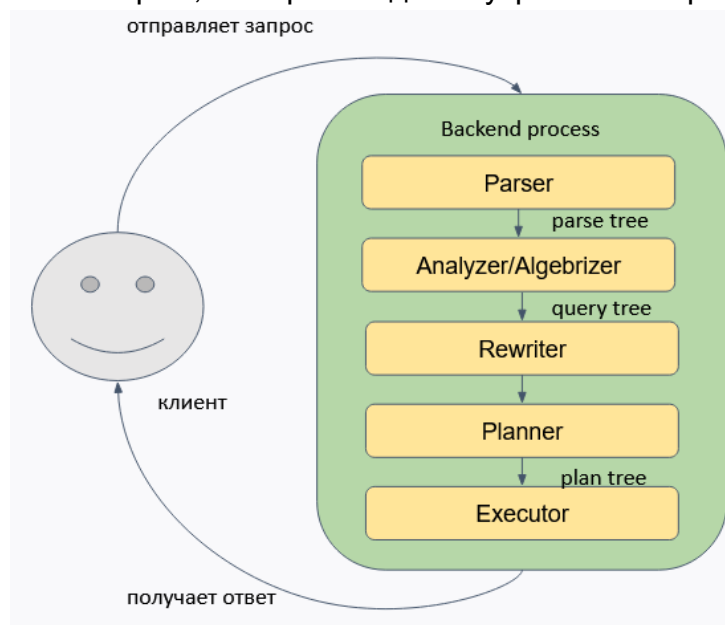 отправляет запрос
Backend process
Parser
parse tree
Analyzer/Algebrizer
query tree
Rewriter
клиент
Planner
plan tree
Executor
получает ответ